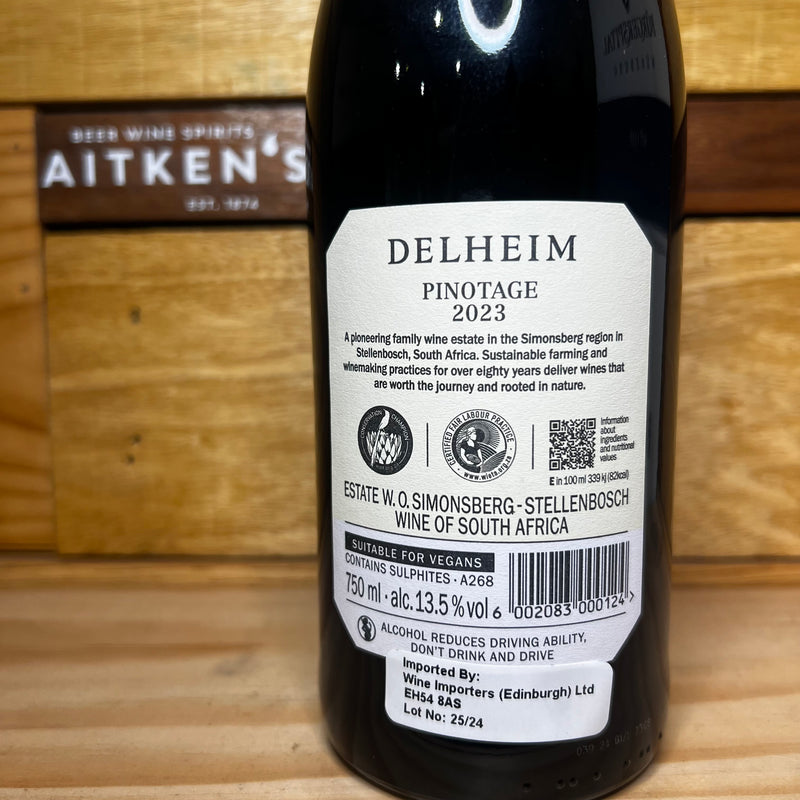 BEER WINE SPIRITS
AITKEN'S
EST. 1874
DELHEIM
PINOTAGE
2023
A pioneering family wine estate in the Simonsberg region in
Stellenbosch, South Africa. Sustainable farming and
winemaking practices for over eighty years deliver wines that
are worth the journey and rooted in nature.
CONSERVATION CHAMPION
CERTIFIED FAIR LABOUR PRACTICE
www.wieta.org.za
Information
about
ingredients
and nutritional
values
E in 100 ml 339 kj (82kcal)
ESTATE W. O. SIMONSBERG - STELLENBOSCH
WINE OF SOUTH AFRICA
SUITABLE FOR VEGANS
CONTAINS SULPHITES · A268
750 ml · alc. 13.5 % vol
6 002083 000124 >
ALCOHOL REDUCES DRIVING ABILITY,
DON'T DRINK AND DRIVE
Imported By:
Wine Importers (Edinburgh) Ltd
EH54 8AS
Lot No: 25/24